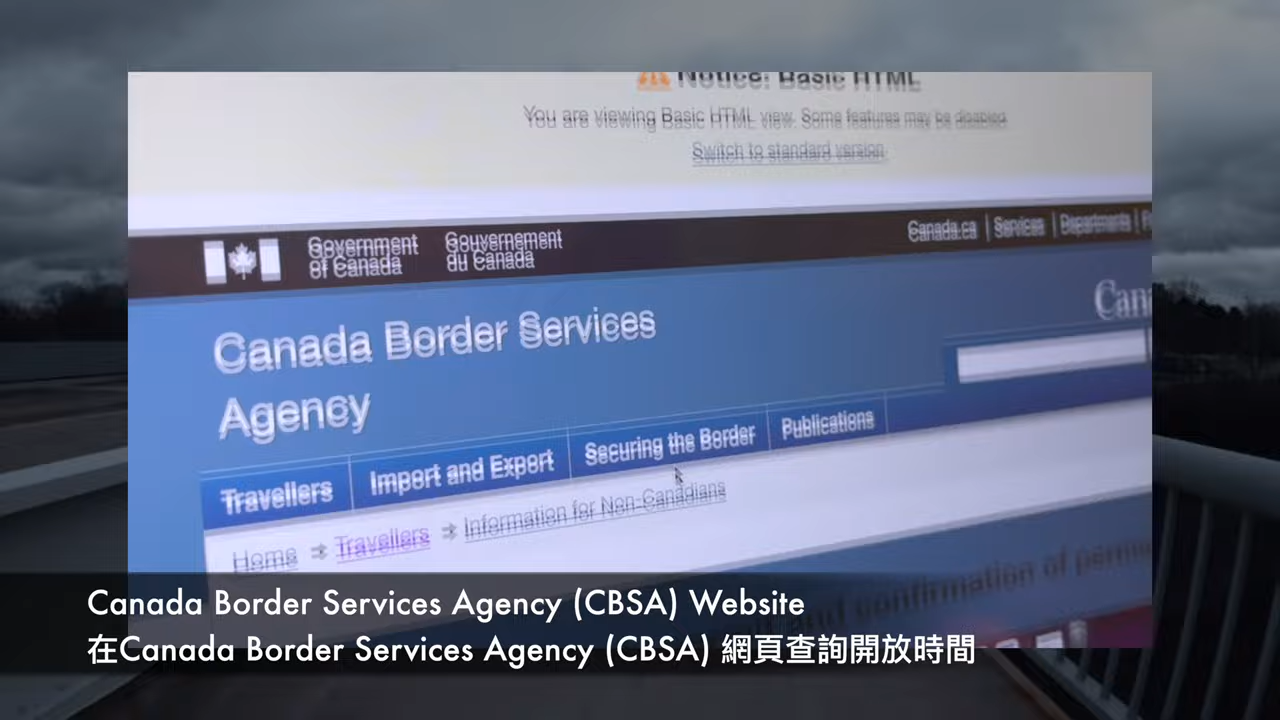 Notice: Basic HTML
You are viewing Basic HTML view. Some features may be disabled.
Switch to standard version
Government
of Canada
Gouvernement
du Canada
Canada.ca | Services | Departments |
Canada Border Services
Agency
Travellers
Import and Export
Securing the Border
Publications
Home ➔ Travellers ➔ Information for Non-Canadians
and confirmation of
Canada Border Services Agency (CBSA) Website
在Canada Border Services Agency (CBSA) 網頁查詢開放時間